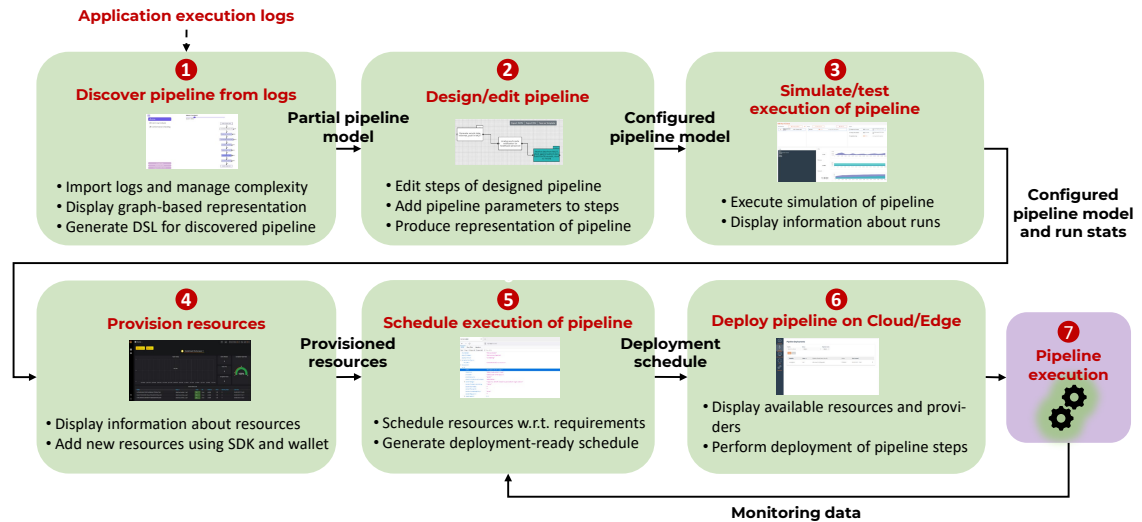 Application execution logs
1
Discover pipeline from logs
• Import logs and manage complexity
• Display graph-based representation
• Generate DSL for discovered pipeline
Partial pipeline
model
2
Design/edit pipeline
• Edit steps of designed pipeline
• Add pipeline parameters to steps
• Produce representation of pipeline
Configured
pipeline model
3
Simulate/test
execution of pipeline
• Execute simulation of pipeline
• Display information about runs
Configured
pipeline model
and run stats
4
Provision resources
• Display information about resources
• Add new resources using SDK and wallet
Provisioned
resources
5
Schedule execution of pipeline
• Schedule resources w.r.t. requirements
• Generate deployment-ready schedule
Deployment
schedule
6
Deploy pipeline on Cloud/Edge
• Display available resources and provi-
ders
• Perform deployment of pipeline steps
7
Pipeline
execution
Monitoring data